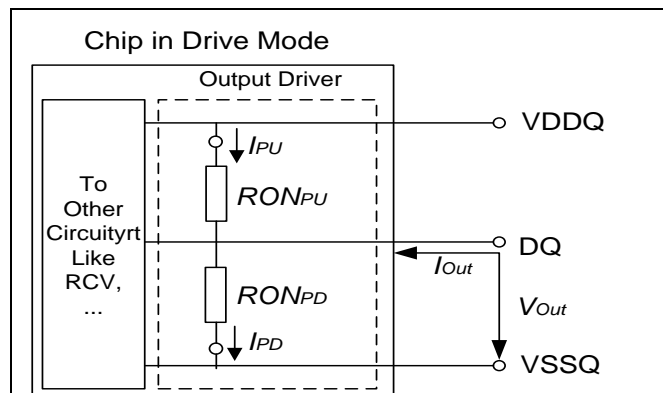 Chip in Drive Mode
Output Driver
To
Other
Circuityrt
Like
RCV,
...
IPU
RONPU
RONPD
IPD
VDDQ
DQ
IOut
VOut
VSSQ